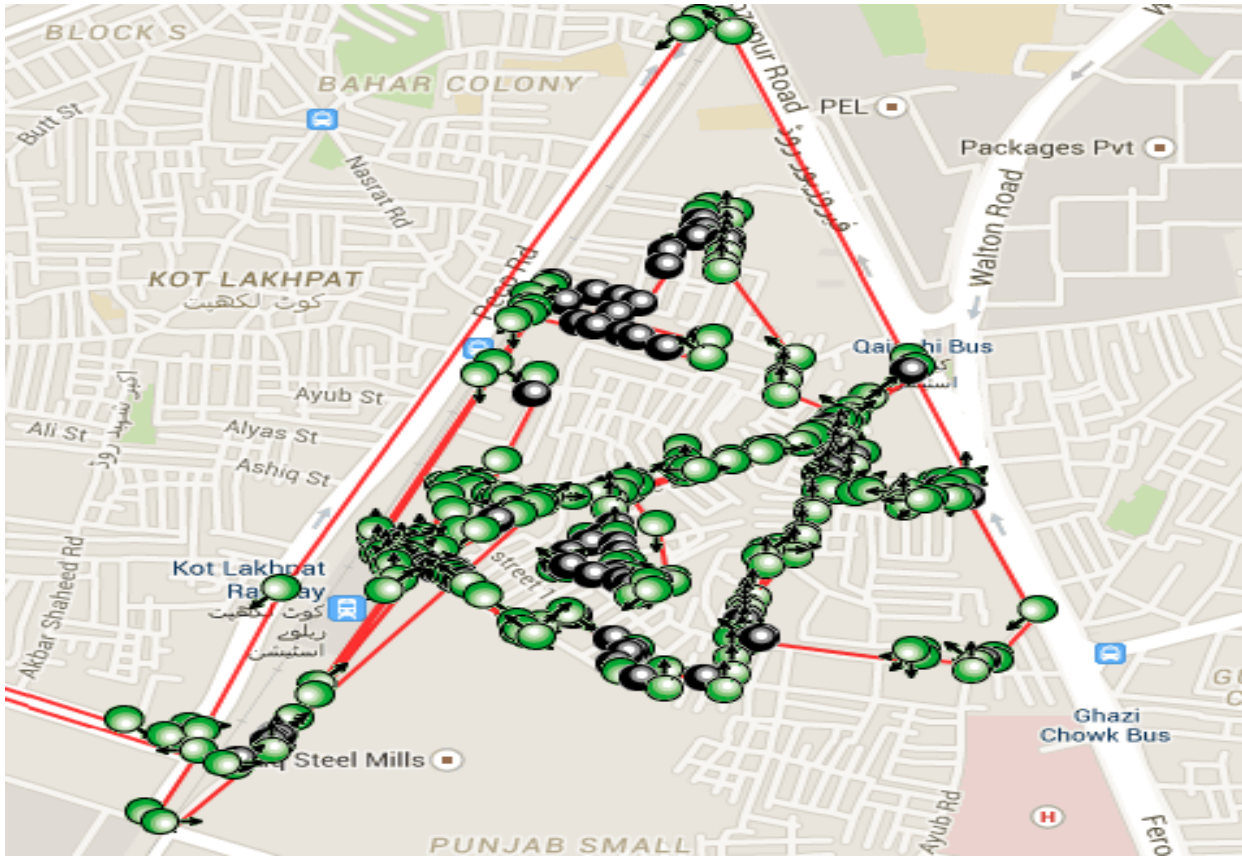 BLOCK S
BAHAR COLONY
Butt St
Nasrat Rd
PEL
Packages Pvt
Walton Road
فیروزپور روڈ
KOT LAKHPAT
کوٹ لکھپت
Ayub St
Ali St
Alyas St
Ashiq St
Akbar Shaheed Rd
Kot Lakhpat
کوٹ لکھپت
ریلوے
اسٹیشن
street 1
Steel Mills
Ghazi
Chowk Bus
Ayub Rd
H
PUNJAB SMALL